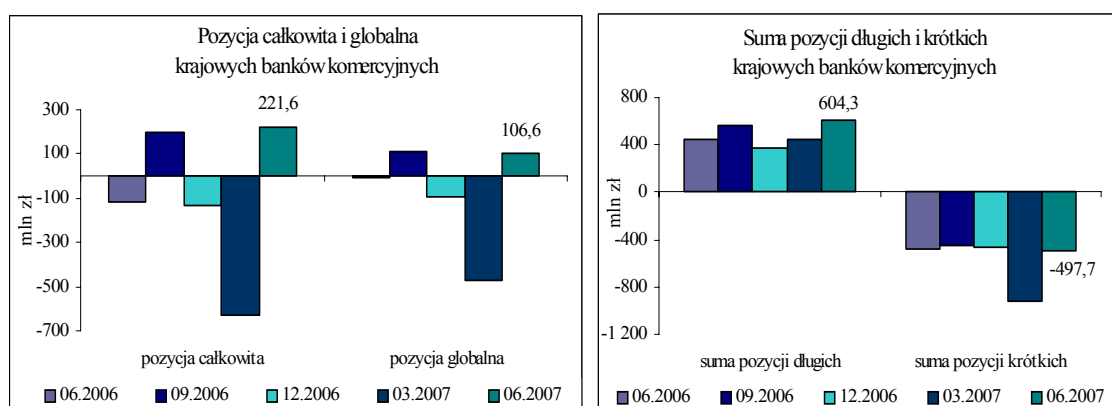 Pozycja całkowita i globalna
krajowych banków komercyjnych
300
100
-100
-300
-500
-700
mln zł
221,6
106,6
pozycja całkowita
pozycja globalna
06.2006 09.2006 12.2006 03.2007 06.2007
Suma pozycji długich i krótkich
krajowych banków komercyjnych
800
400
0
-400
-800
-1 200
mln zł
604,3
-497,7
suma pozycji długich
suma pozycji krótkich
06.2006 09.2006 12.2006 03.2007 06.2007